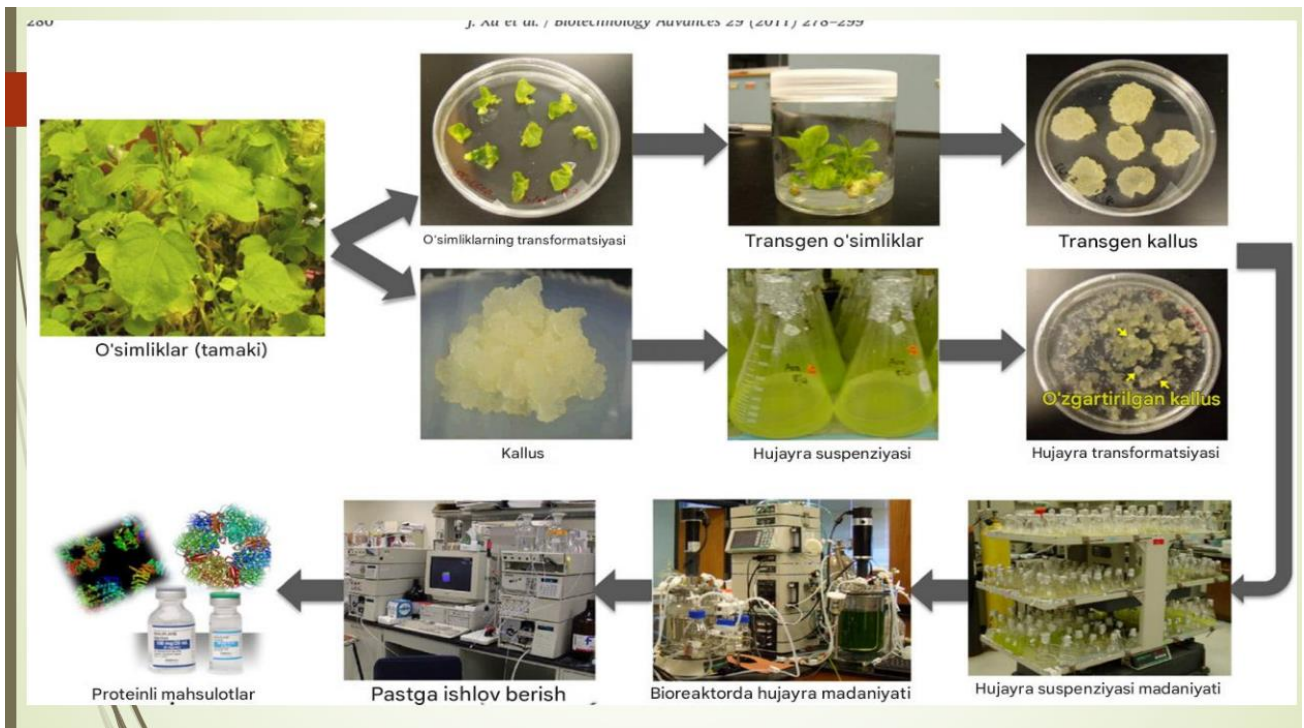 280
J. Xu et al. / Biotechnology Advances 29 (2011) 278–299
O'simliklar (tamaki)
O'simliklarning transformatsiyasi
Transgen o'simliklar
Transgen kallus
Kallus
Hujayra suspenziyasi
O'zgartirilgan kallus
Hujayra transformatsiyasi
Proteinli mahsulotlar
Pastga ishlov berish
Bioreaktorda hujayra madaniyati
Hujayra suspenziyasi madaniyati